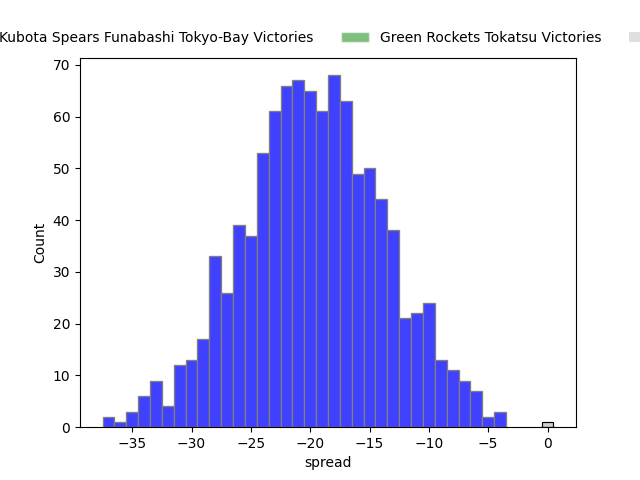 Kubota Spears Funabashi Tokyo-Bay Victories Green Rockets Tokatsu Victories
70
60
50
40
30
20
10
0
Count
−35 −30 −25 −20 −15 −10 −5 0
spread